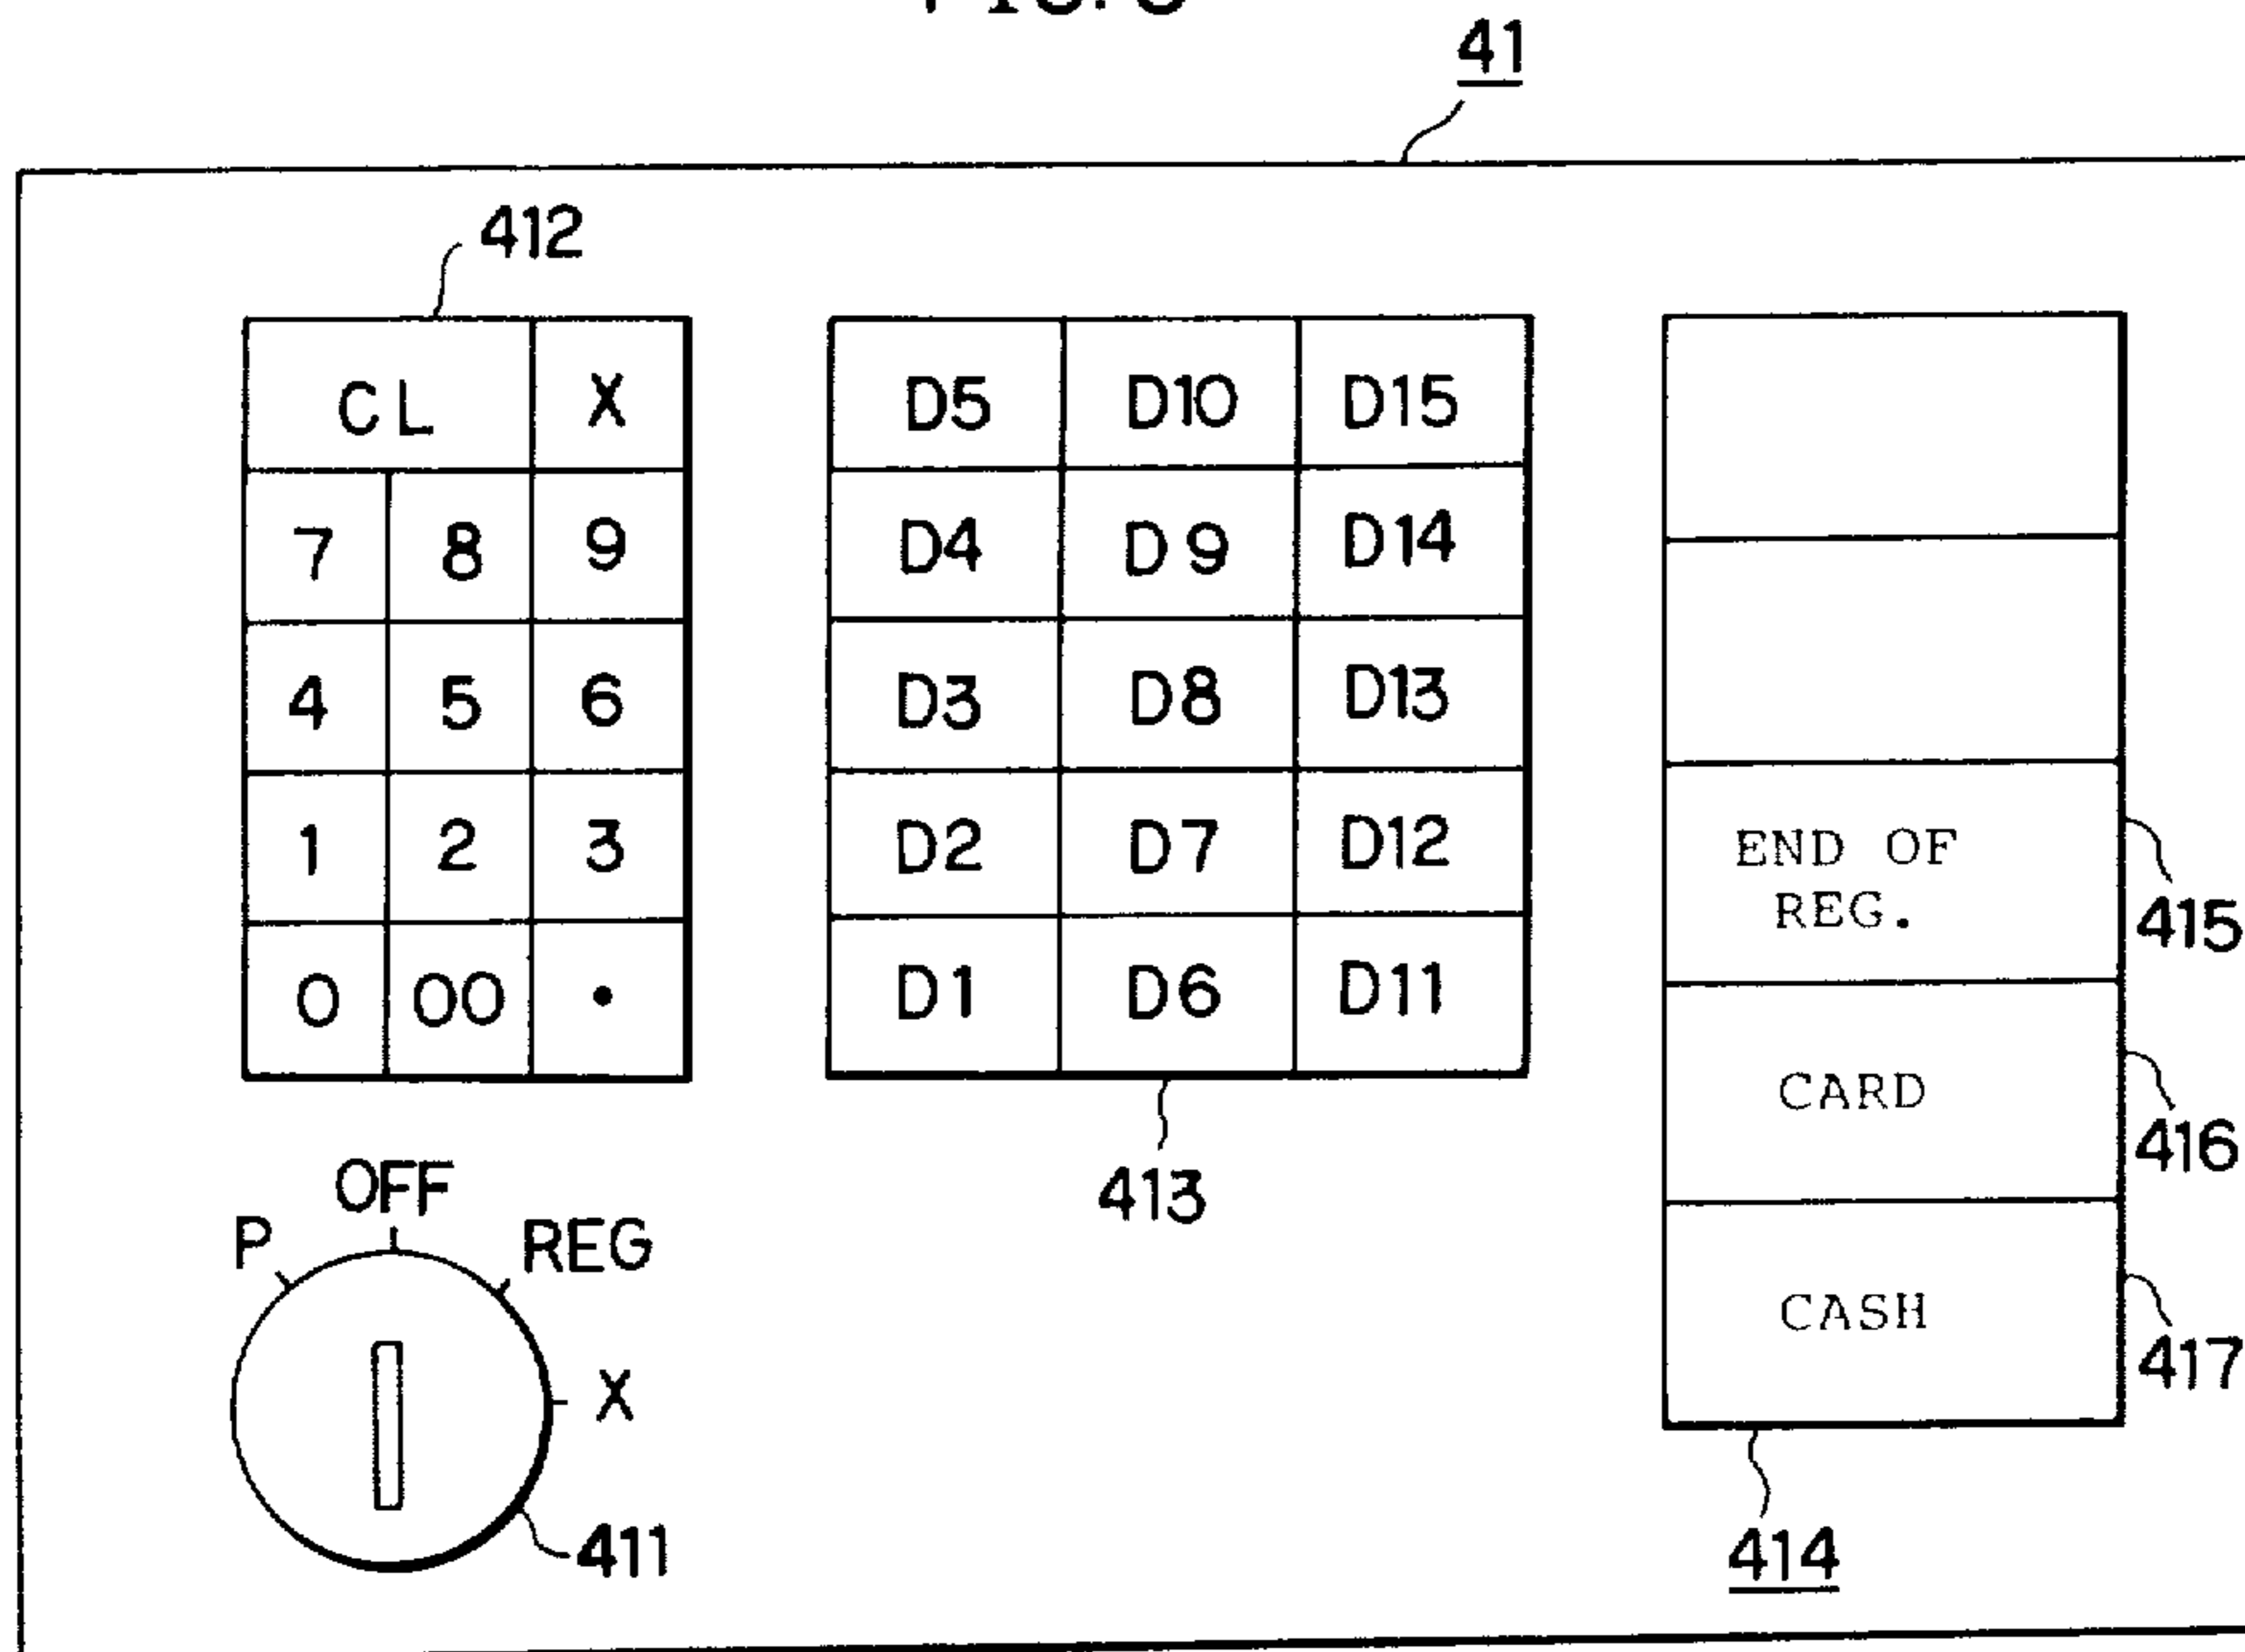 41
412
CL X
7 8 9
4 5 6
1 2 3
0 00 •
D5 D10 D15
D4 D9 D14
D3 D8 D13
D2 D7 D12
D1 D6 D11
413
END OF
REG.
415
CARD
416
CASH
417
414
P OFF REG
X
411